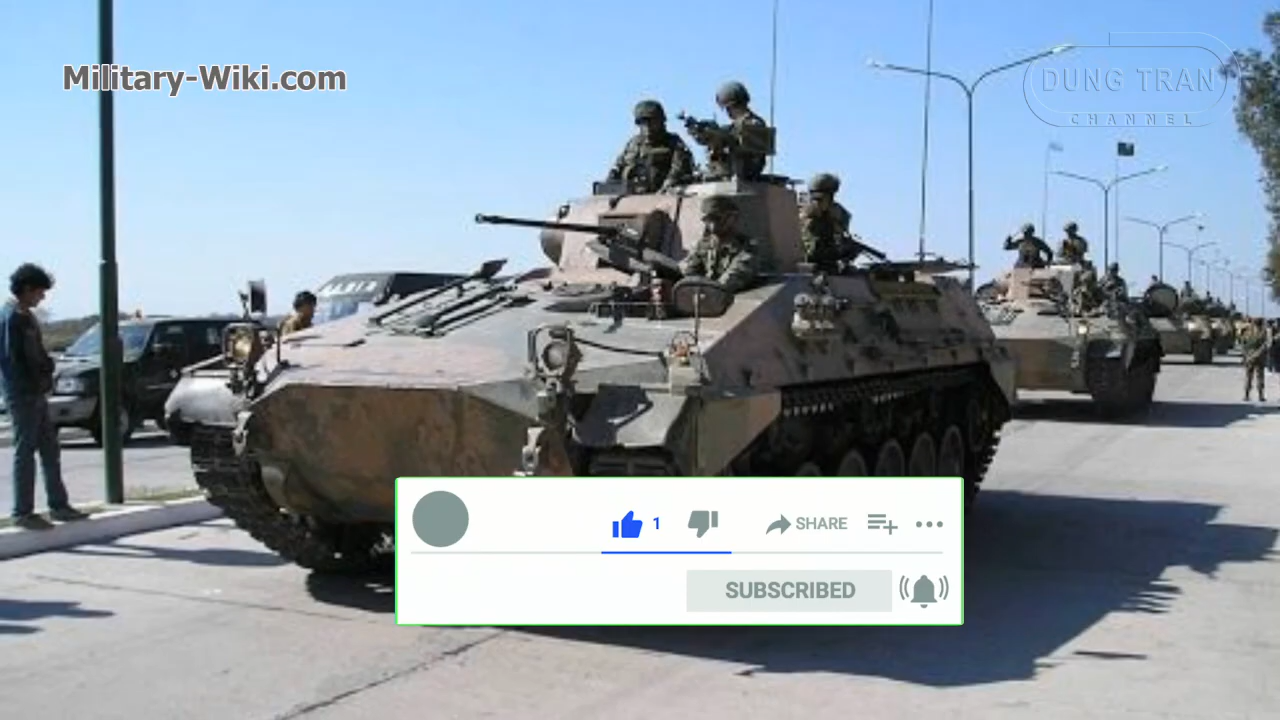 Military-Wiki.com
DUNG TRAN
CHANNEL
1
SHARE
SUBSCRIBED